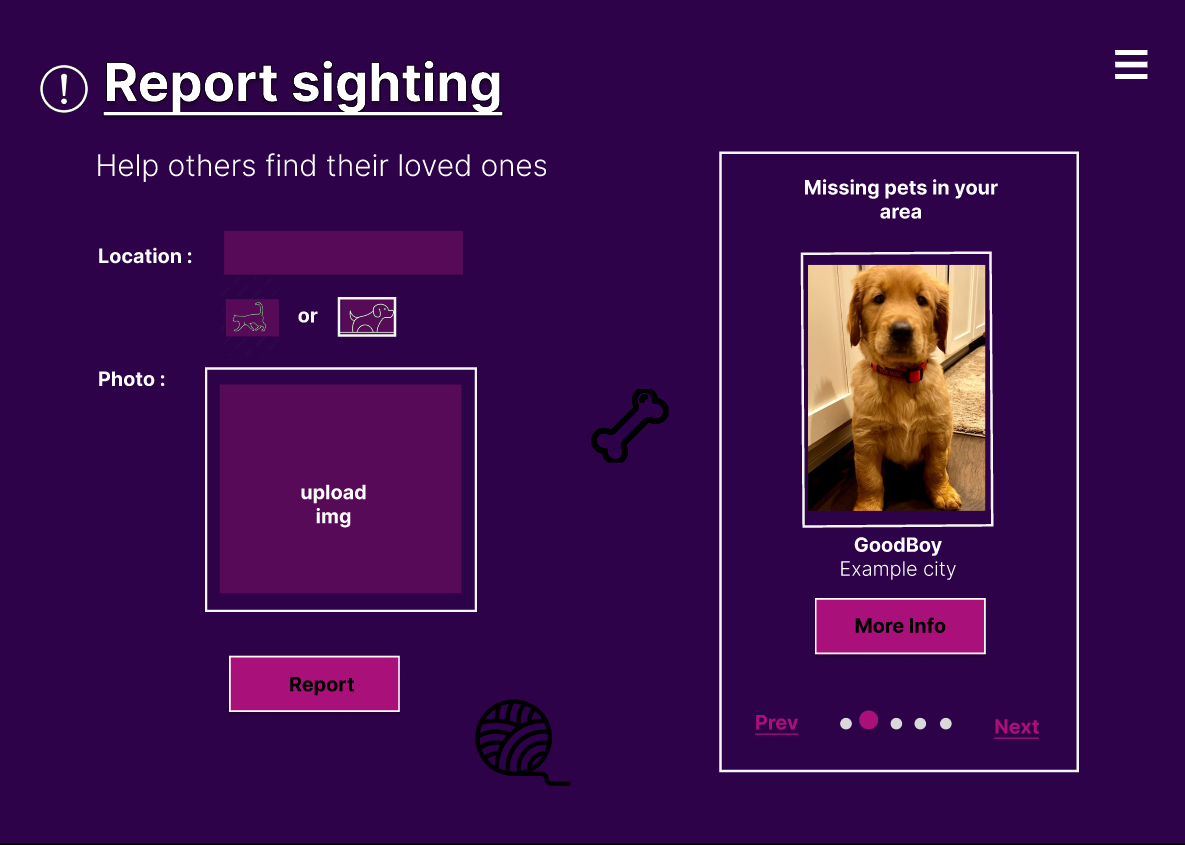 Report sighting
Help others find their loved ones
Location :
or
Photo :
upload
img
Report
Missing pets in your
area
GoodBoy
Example city
More Info
Prev
Next